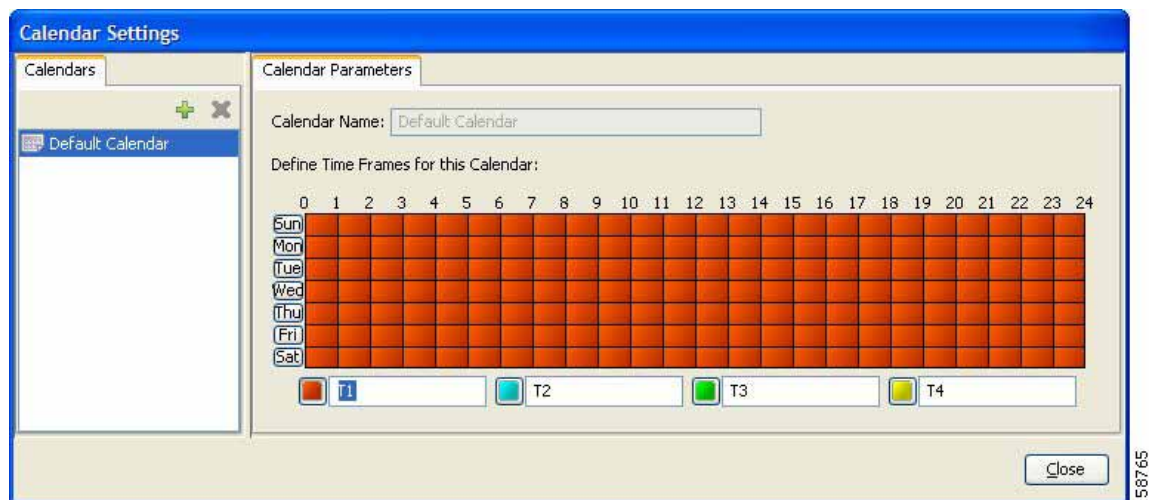 Calendar Settings
Calendars
Default Calendar
Calendar Parameters
Calendar Name: Default Calendar
Define Time Frames for this Calendar:
0 1 2 3 4 5 6 7 8 9 10 11 12 13 14 15 16 17 18 19 20 21 22 23 24
Sun
Mon
Tue
Wed
Thu
Fri
Sat
T1 T2 T3 T4
Close
58765